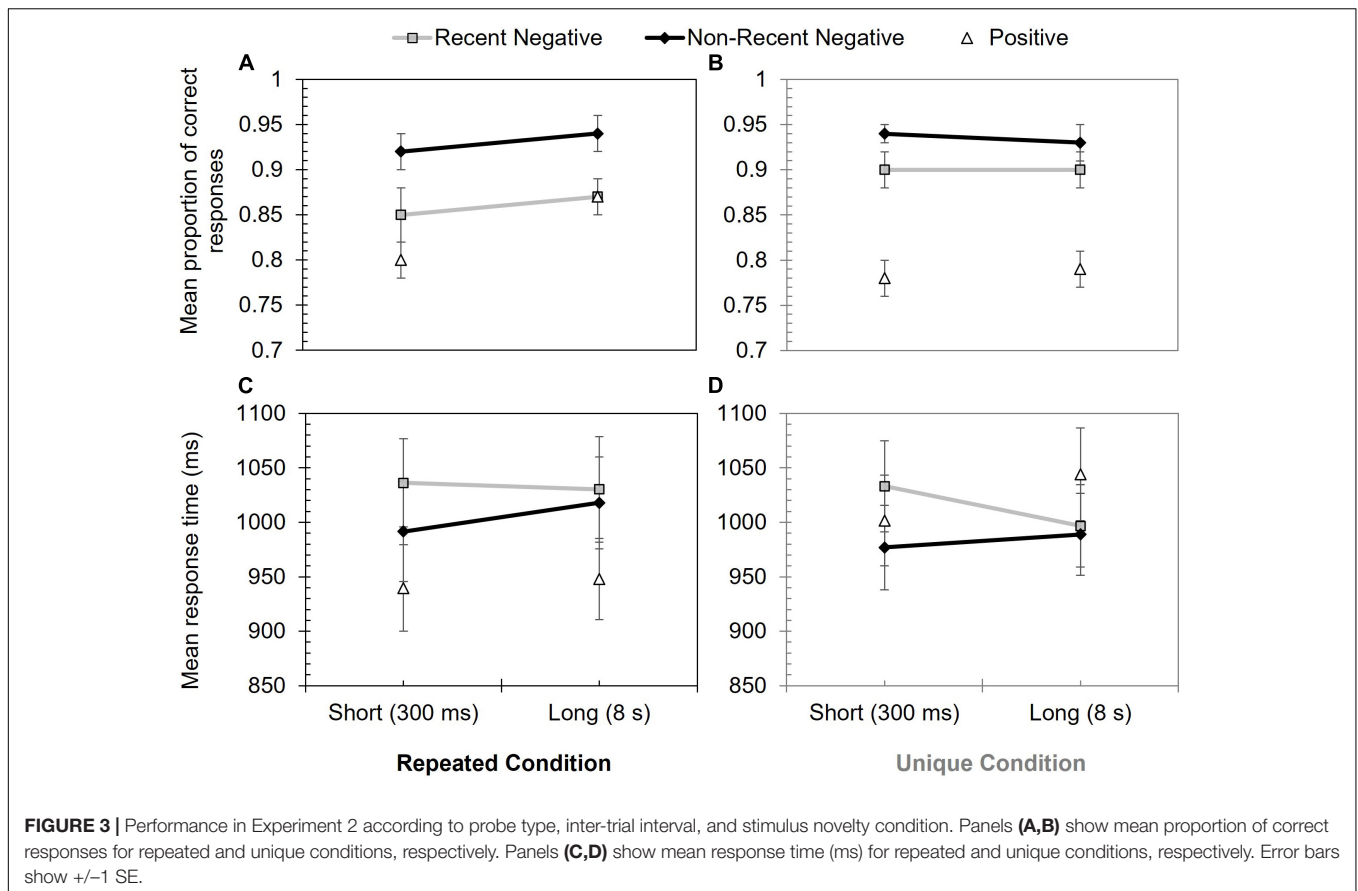 Recent Negative Non-Recent Negative Positive
A B
Mean proportion of correct
responses
1
0.95
0.9
0.85
0.8
0.75
0.7
1
0.95
0.9
0.85
0.8
0.75
0.7
C D
Mean response time (ms)
1100
1050
1000
950
900
850
1100
1050
1000
950
900
850
Short (300 ms) Long (8 s) Short (300 ms) Long (8 s)
Repeated Condition Unique Condition
FIGURE 3 | Performance in Experiment 2 according to probe type, inter-trial interval, and stimulus novelty condition. Panels (A,B) show mean proportion of correct
responses for repeated and unique conditions, respectively. Panels (C,D) show mean response time (ms) for repeated and unique conditions, respectively. Error bars
show +/–1 SE.